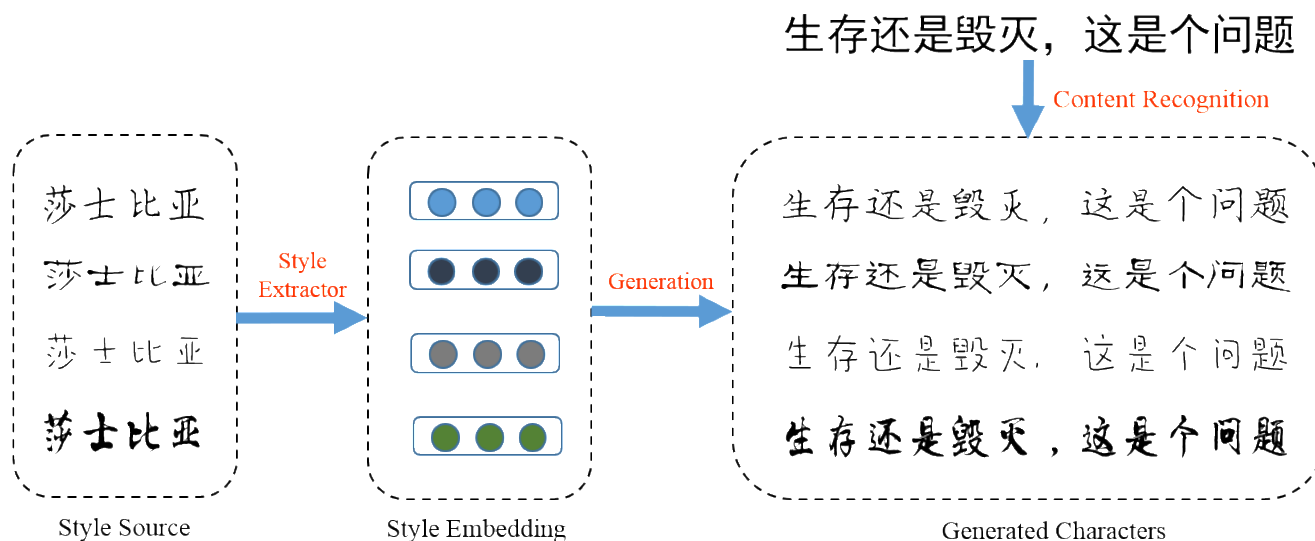 生存还是毁灭，这是个问题
Content Recognition
莎士比亚
莎士比亚
莎士比亚
莎士比亚
Style Source
Style
Extractor
Style Embedding
Generation
生存还是毁灭，这是个问题
生存还是毁灭，这是个问题
生存还是毁灭，这是个问题
生存还是毁灭，这是个问题
Generated Characters